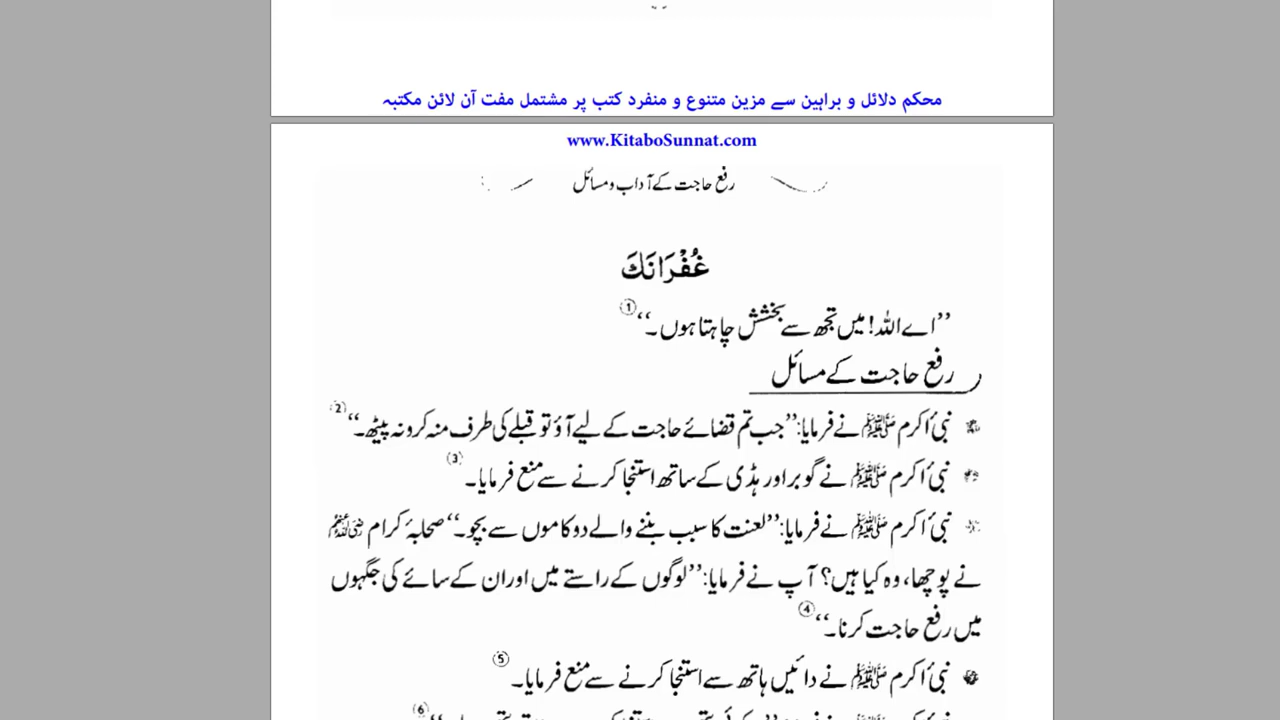 محکم دلائل و براہین سے مزین متنوع و منفرد کتب پر مشتمل مفت آن لائن مکتبہ
www.KitaboSunnat.com
رفع حاجت کے آداب و مسائل
غُفْرَانَكَ
’’اے اللہ! میں تجھ سے بخشش چاہتا ہوں۔‘‘ ①
رفع حاجت کے مسائل
نبیٔ اکرم ﷺ نے فرمایا: ’’جب تم قضائے حاجت کے لیے آؤ تو قبلے کی طرف منہ کرو نہ پیٹھ۔‘‘ ②
نبیٔ اکرم ﷺ نے گوبر اور ہڈی کے ساتھ استنجا کرنے سے منع فرمایا۔ ③
نبیٔ اکرم ﷺ نے فرمایا: ’’لعنت کا سبب بننے والے دو کاموں سے بچو۔‘‘ صحابۂ کرام رضی اللہ عنہم
نے پوچھا، وہ کیا ہیں؟ آپ نے فرمایا: ’’لوگوں کے راستے میں اور ان کے سائے کی جگہوں
میں رفع حاجت کرنا۔‘‘ ④
نبیٔ اکرم ﷺ نے دائیں ہاتھ سے استنجا کرنے سے منع فرمایا۔ ⑤
⑥